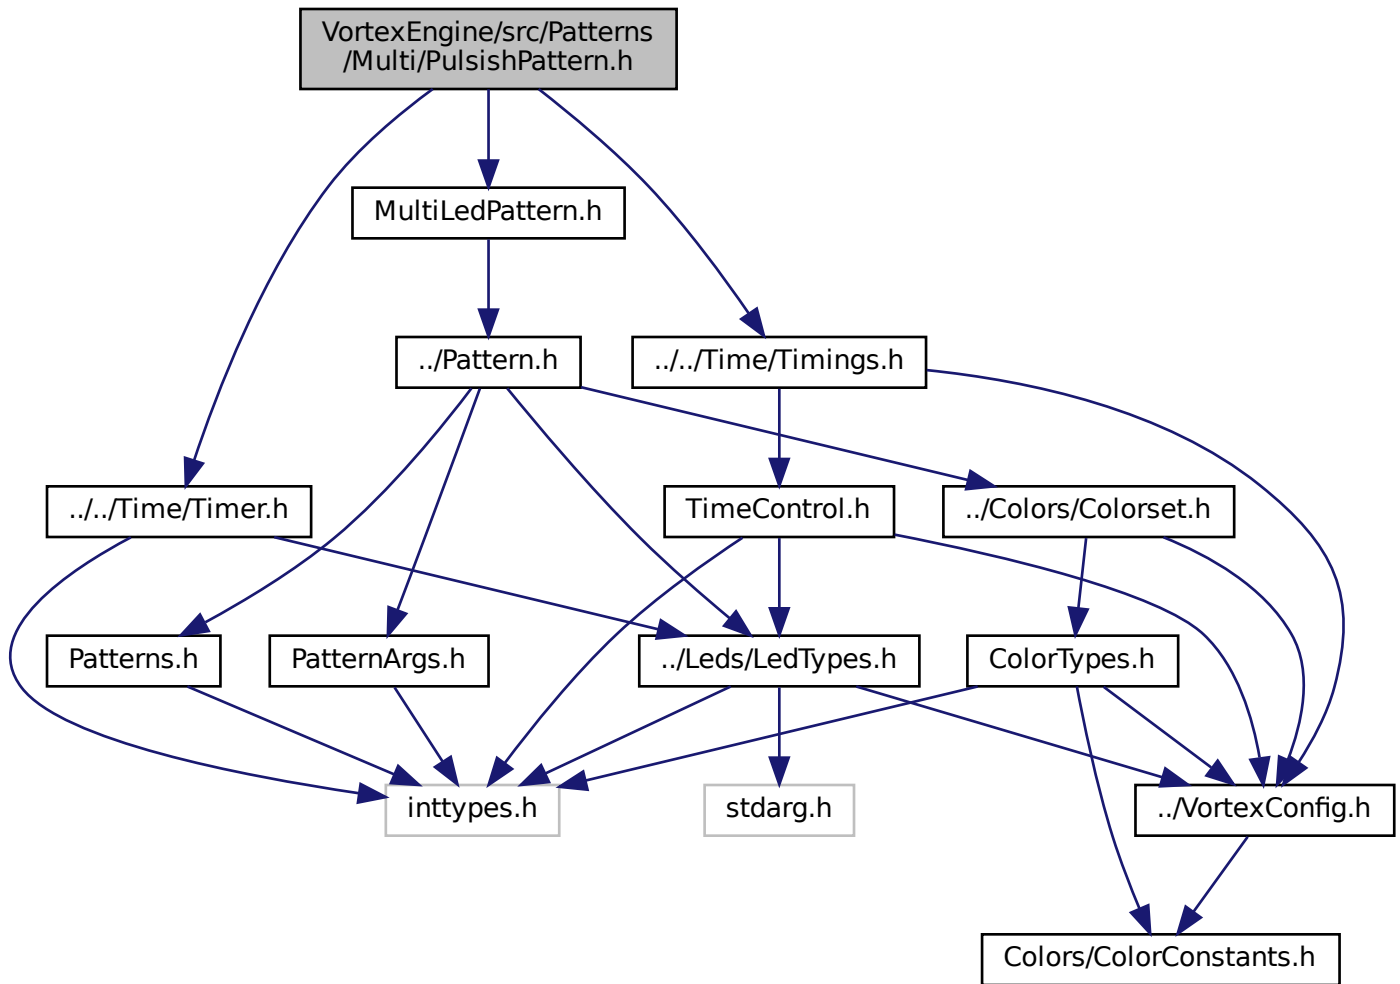 VortexEngine/src/Patterns
/Multi/PulsishPattern.h
MultiLedPattern.h
../Pattern.h
../../Time/Timings.h
../../Time/Timer.h
TimeControl.h
../Colors/Colorset.h
Patterns.h
PatternArgs.h
../Leds/LedTypes.h
ColorTypes.h
inttypes.h
stdarg.h
../VortexConfig.h
Colors/ColorConstants.h